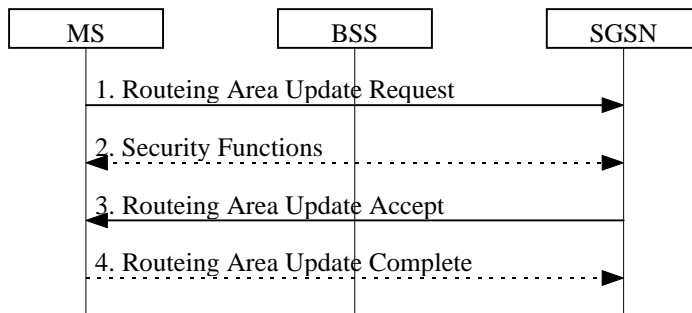 MS BSS SGSN
1. Routeing Area Update Request
2. Security Functions
3. Routeing Area Update Accept
4. Routeing Area Update Complete